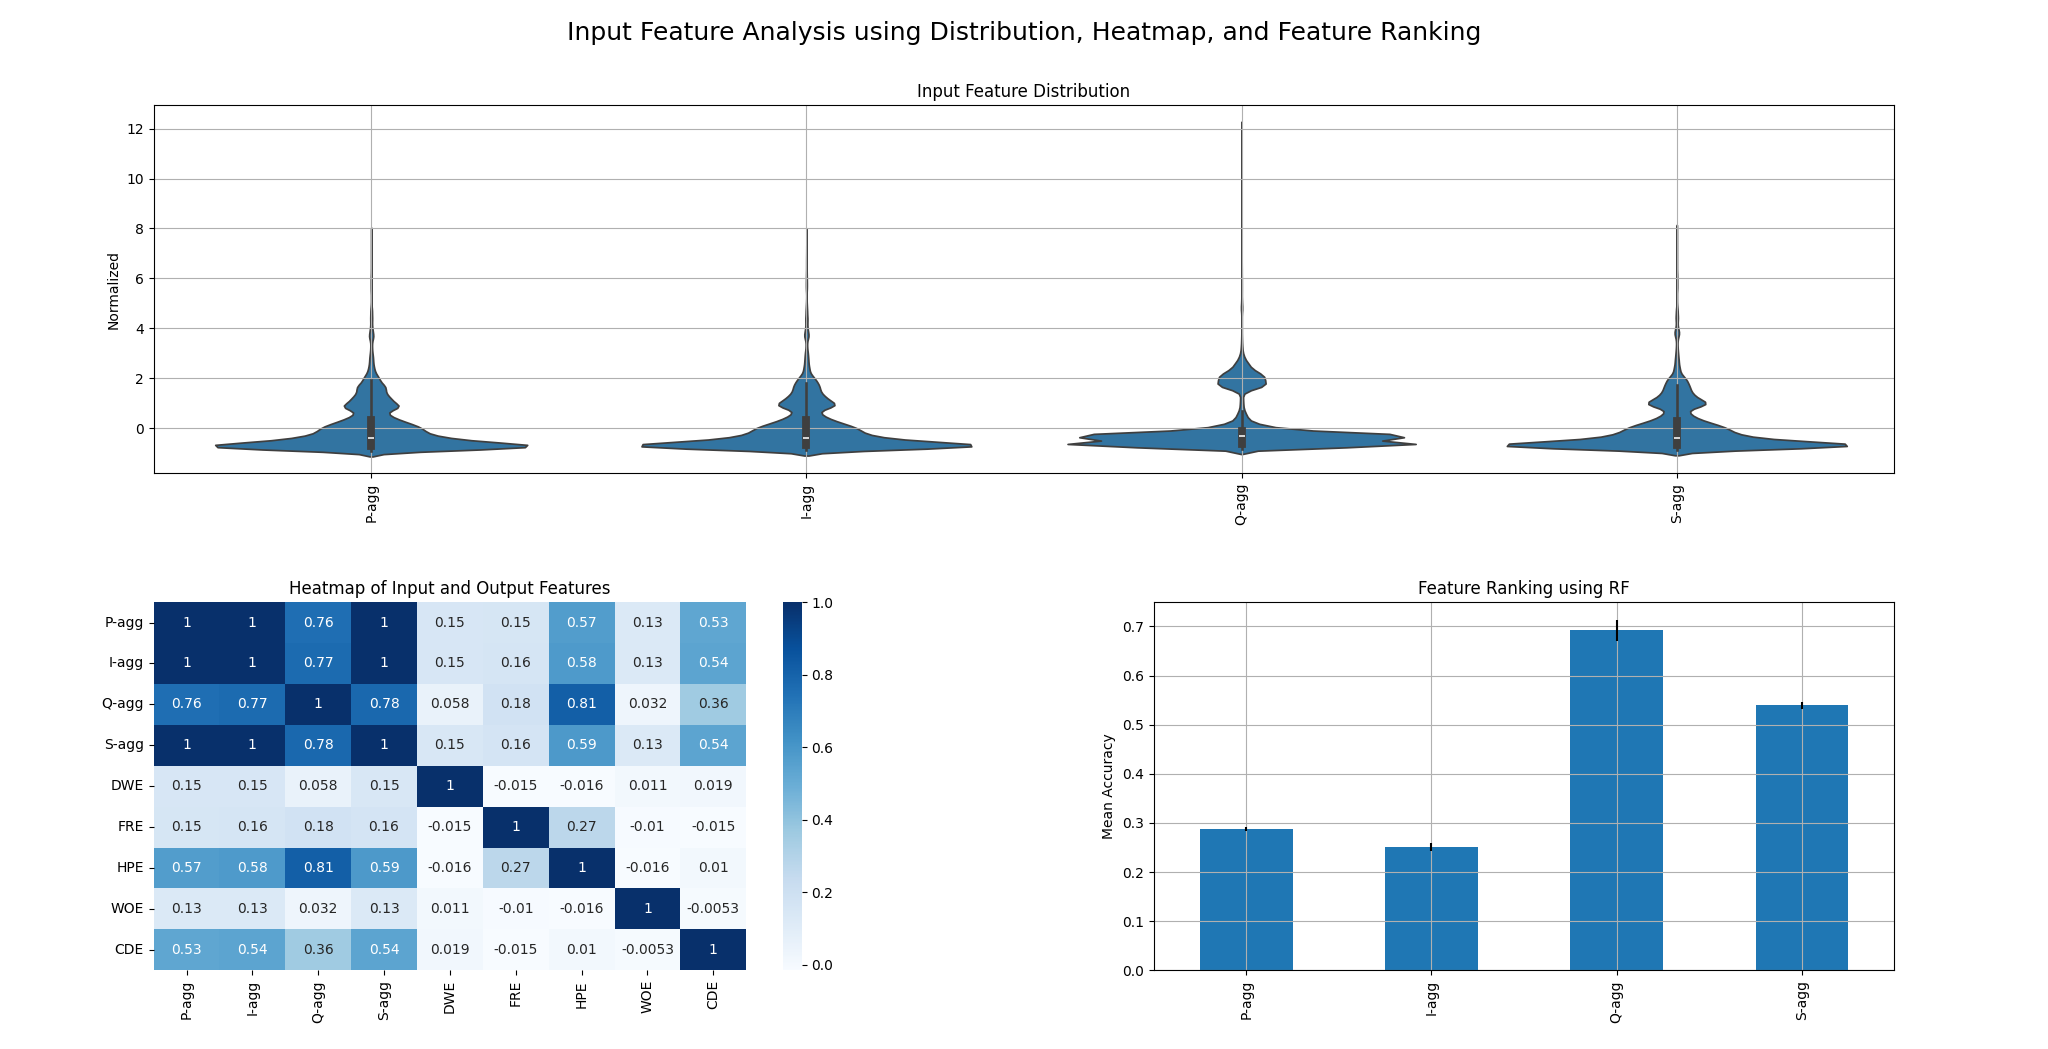 Input Feature Analysis using Distribution, Heatmap, and Feature Ranking
Input Feature Distribution
Normalized
12
10
8
6
4
2
0
P-agg
I-agg
Q-agg
S-agg
Heatmap of Input and Output Features
P-agg 1 1 0.76 1 0.15 0.15 0.57 0.13 0.53
I-agg 1 1 0.77 1 0.15 0.16 0.58 0.13 0.54
Q-agg 0.76 0.77 1 0.78 0.058 0.18 0.81 0.032 0.36
S-agg 1 1 0.78 1 0.15 0.16 0.59 0.13 0.54
DWE 0.15 0.15 0.058 0.15 1 -0.015 -0.016 0.011 0.019
FRE 0.15 0.16 0.18 0.16 -0.015 1 0.27 -0.01 -0.015
HPE 0.57 0.58 0.81 0.59 -0.016 0.27 1 -0.016 0.01
WOE 0.13 0.13 0.032 0.13 0.011 -0.01 -0.016 1 -0.0053
CDE 0.53 0.54 0.36 0.54 0.019 -0.015 0.01 -0.0053 1
P-agg
I-agg
Q-agg
S-agg
DWE
FRE
HPE
WOE
CDE
1.0
0.8
0.6
0.4
0.2
0.0
Feature Ranking using RF
Mean Accuracy
0.7
0.6
0.5
0.4
0.3
0.2
0.1
0.0
P-agg
I-agg
Q-agg
S-agg